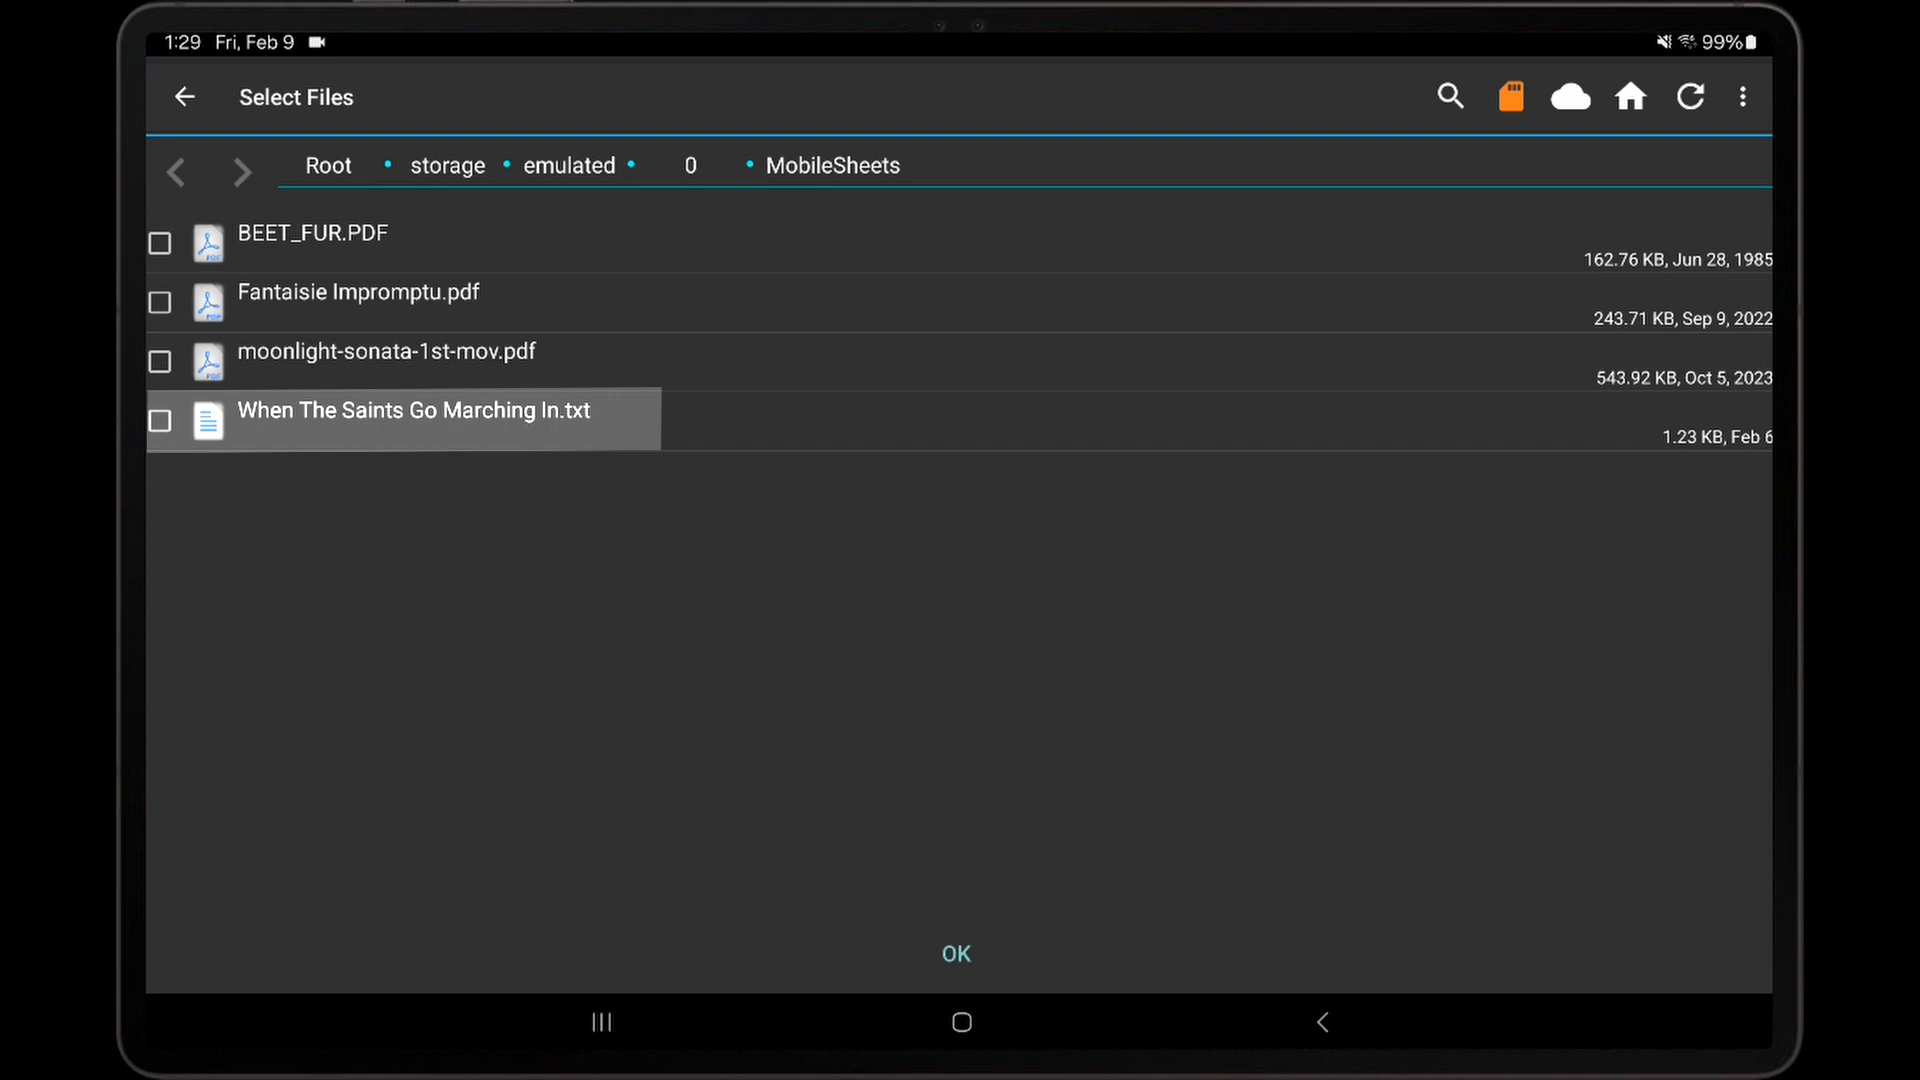 1:29 Fri, Feb 9 99%
Select Files
Root • storage • emulated • 0 • MobileSheets
BEET_FUR.PDF
162.76 KB, Jun 28, 1985
Fantaisie Impromptu.pdf
243.71 KB, Sep 9, 2022
moonlight-sonata-1st-mov.pdf
543.92 KB, Oct 5, 2023
When The Saints Go Marching In.txt
1.23 KB, Feb 6
OK